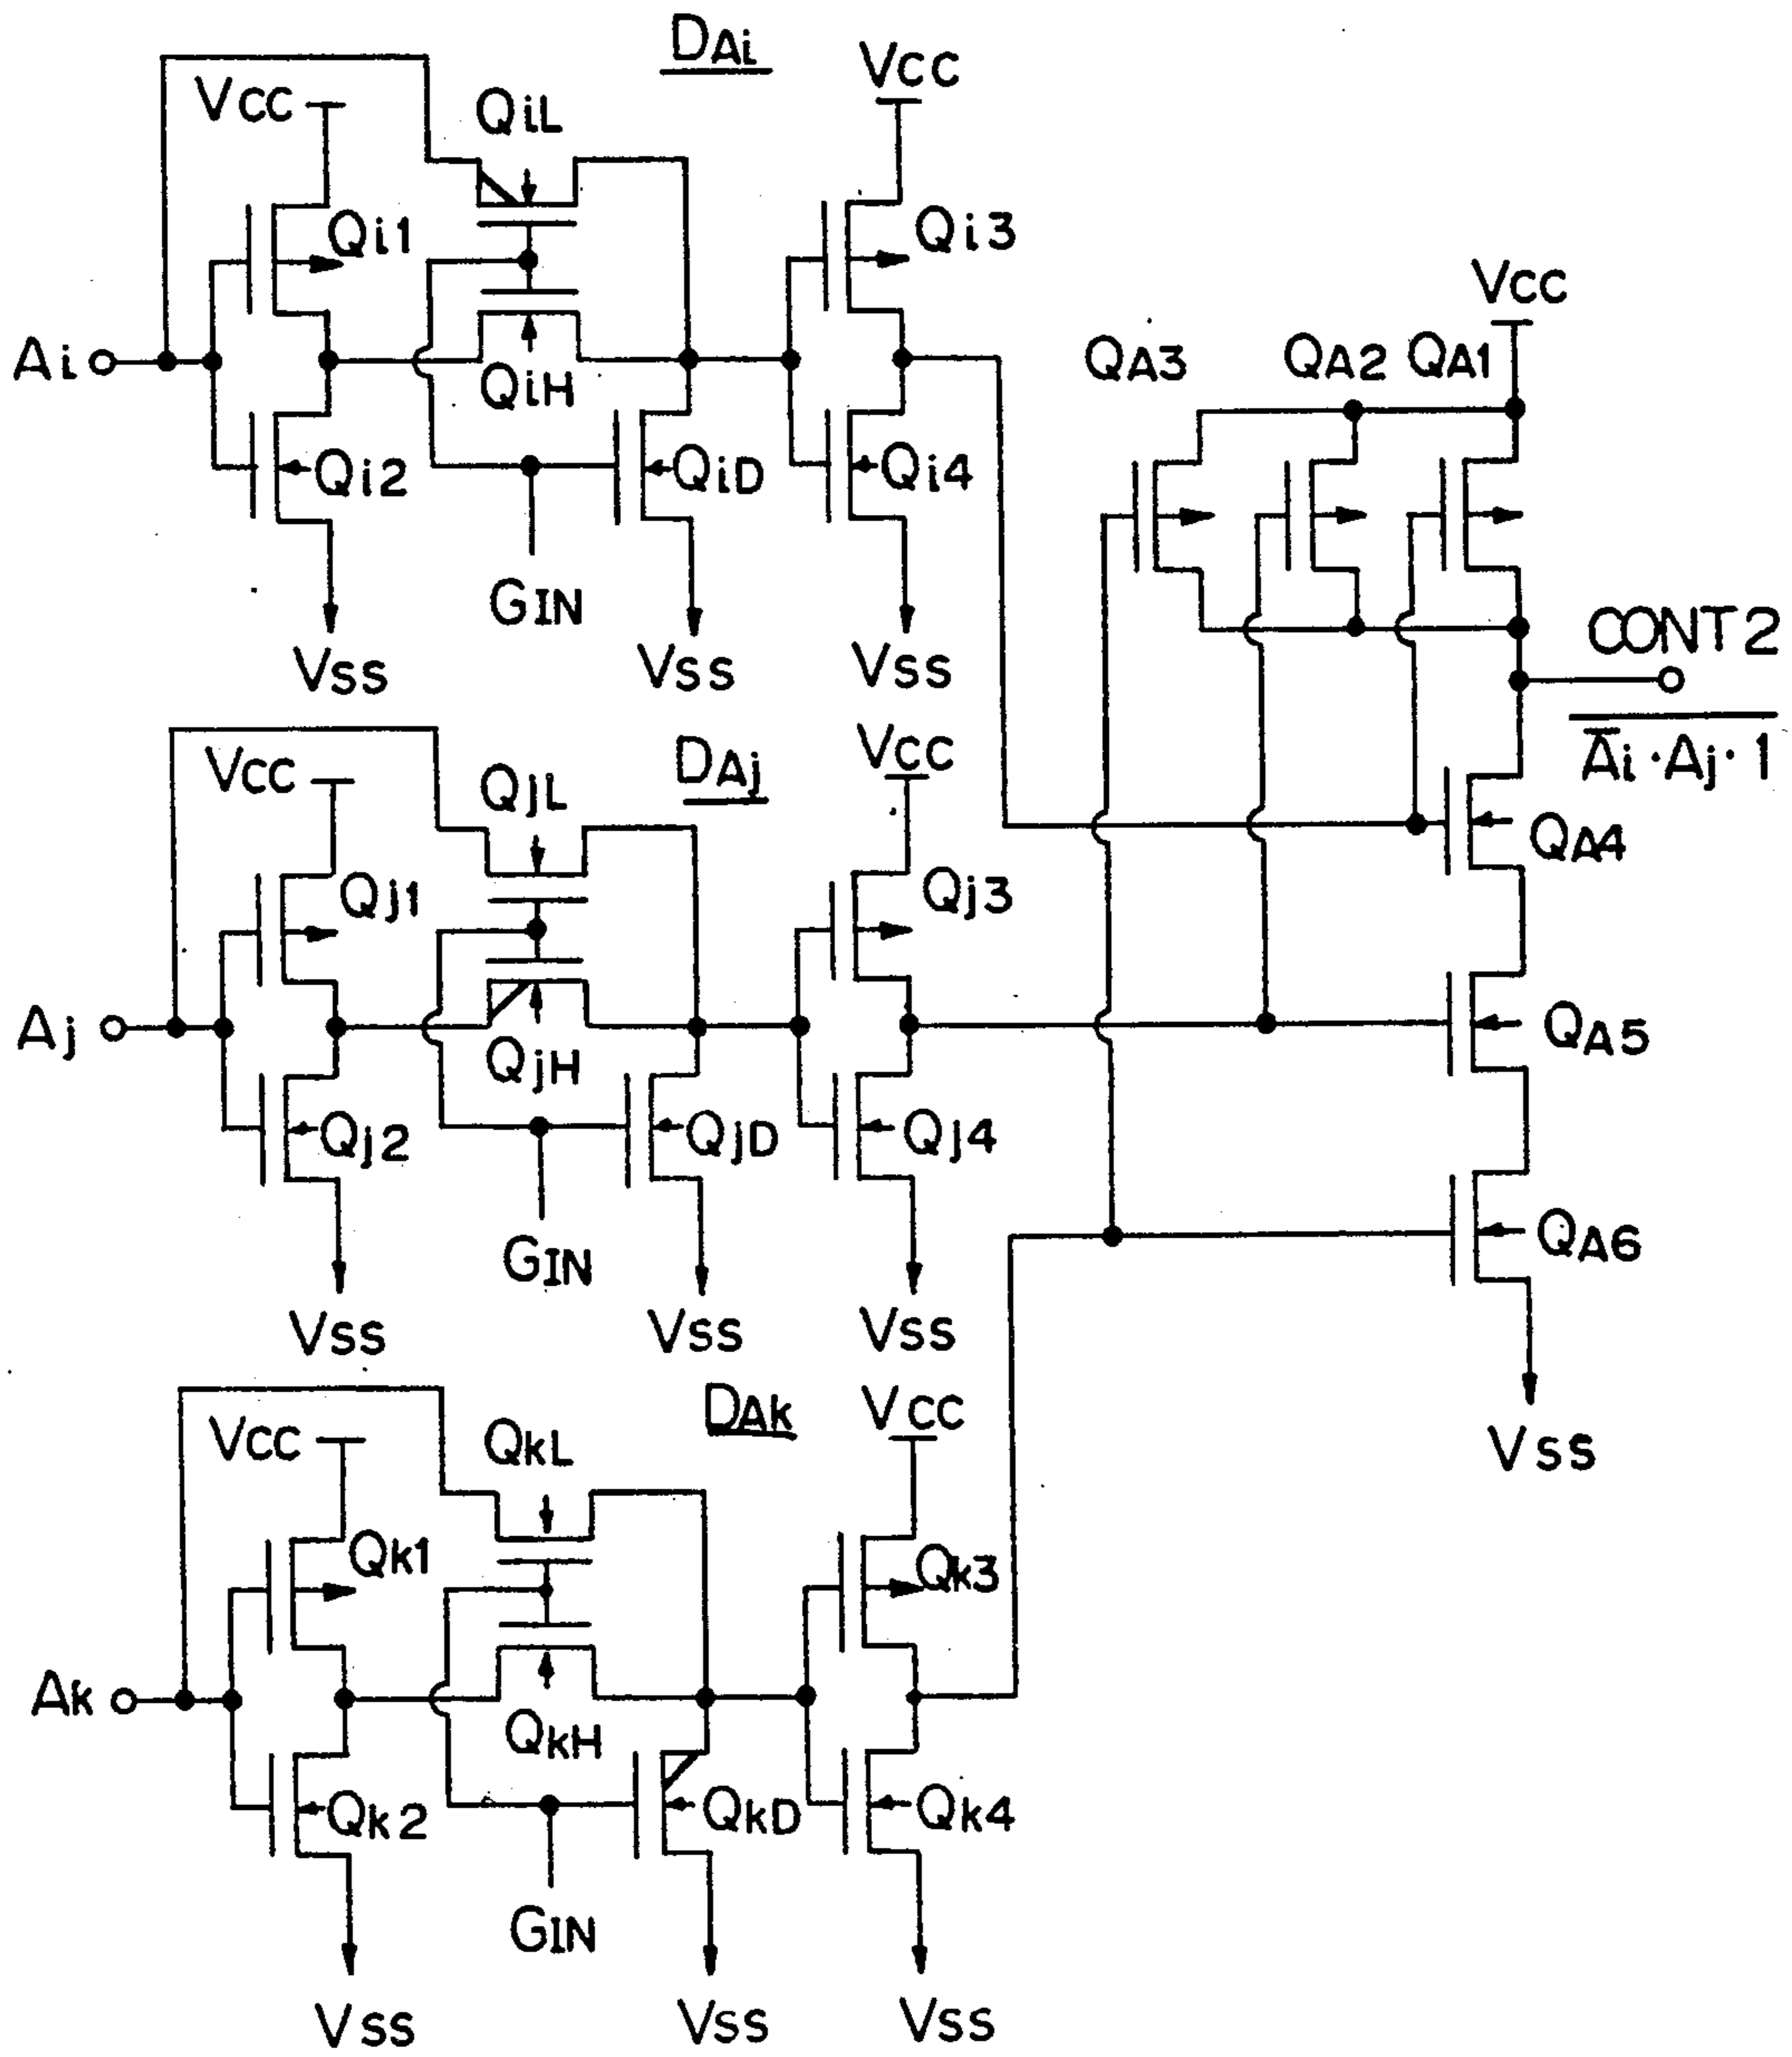 DAi
VCC
VCC
QiL
Qi1
Qi3
VCC
Ai
QiH
QA3
QA2
QA1
Qi2
QiD
Qi4
GIN
CONT2
VSS
VSS
VSS
A̅i·Aj·1
DAj
VCC
VCC
QjL
QA4
Qj1
Qj3
Aj
QjH
QA5
Qj2
QjD
Qj4
GIN
QA6
VSS
VSS
VSS
DAk
VCC
VCC
QkL
VSS
Qk1
Qk3
Ak
QkH
Qk2
QkD
Qk4
GIN
VSS
VSS
VSS